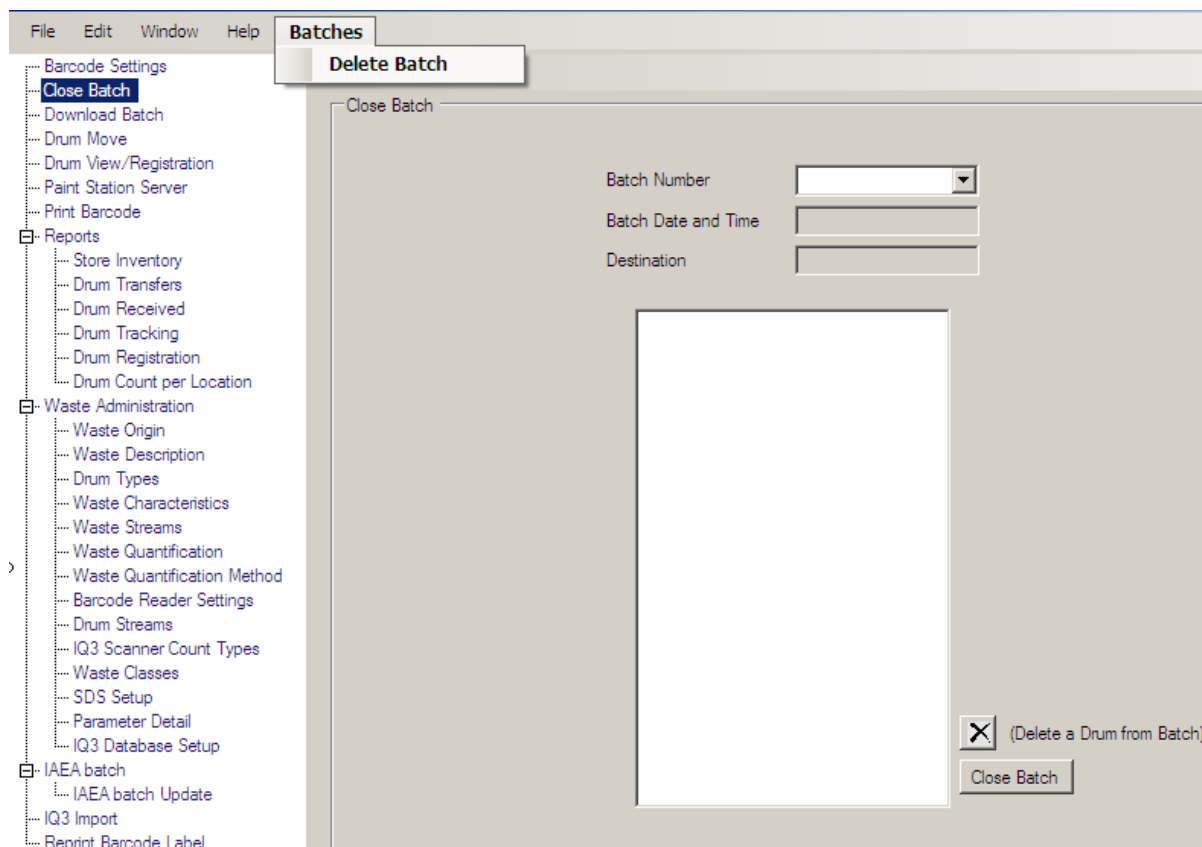 File Edit Window Help Batches
Delete Batch
Barcode Settings
Close Batch
Download Batch
Drum Move
Drum View/Registration
Paint Station Server
Print Barcode
Reports
Store Inventory
Drum Transfers
Drum Received
Drum Tracking
Drum Registration
Drum Count per Location
Waste Administration
Waste Origin
Waste Description
Drum Types
Waste Characteristics
Waste Streams
Waste Quantification
Waste Quantification Method
Barcode Reader Settings
Drum Streams
IQ3 Scanner Count Types
Waste Classes
SDS Setup
Parameter Detail
IQ3 Database Setup
IAEA batch
IAEA batch Update
IQ3 Import
Reprint Barcode Label
Close Batch
Batch Number
Batch Date and Time
Destination
(Delete a Drum from Batch)
Close Batch